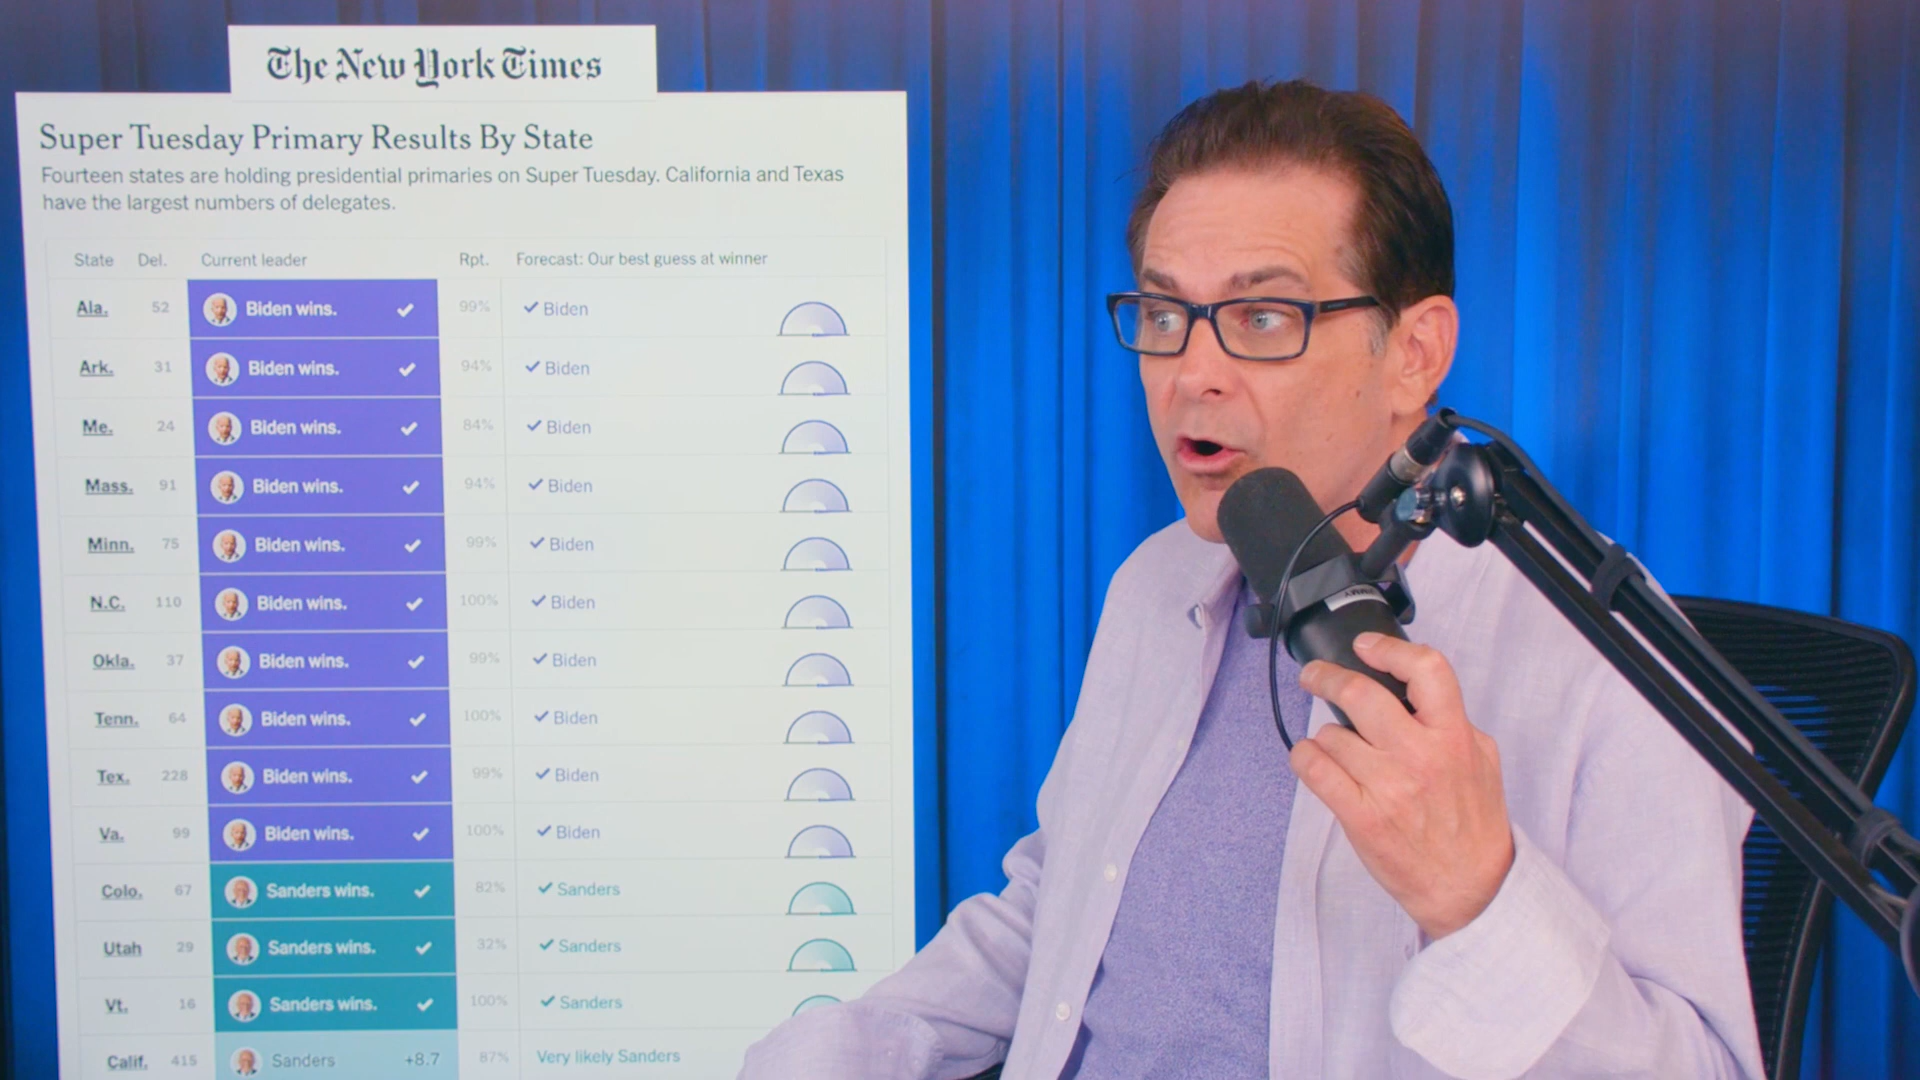 The New York Times
Super Tuesday Primary Results By State
Fourteen states are holding presidential primaries on Super Tuesday. California and Texas
have the largest numbers of delegates.
State Del. Current leader Rpt. Forecast: Our best guess at winner
Ala. 52 Biden wins. 99% Biden
Ark. 31 Biden wins. 94% Biden
Me. 24 Biden wins. 84% Biden
Mass. 91 Biden wins. 94% Biden
Minn. 75 Biden wins. 99% Biden
N.C. 110 Biden wins. 100% Biden
Okla. 37 Biden wins. 99% Biden
Tenn. 64 Biden wins. 100% Biden
Tex. 228 Biden wins. 99% Biden
Va. 99 Biden wins. 100% Biden
Colo. 67 Sanders wins. 82% Sanders
Utah 29 Sanders wins. 32% Sanders
Vt. 16 Sanders wins. 100% Sanders
Calif. 415 Sanders +8.7 87% Very likely Sanders